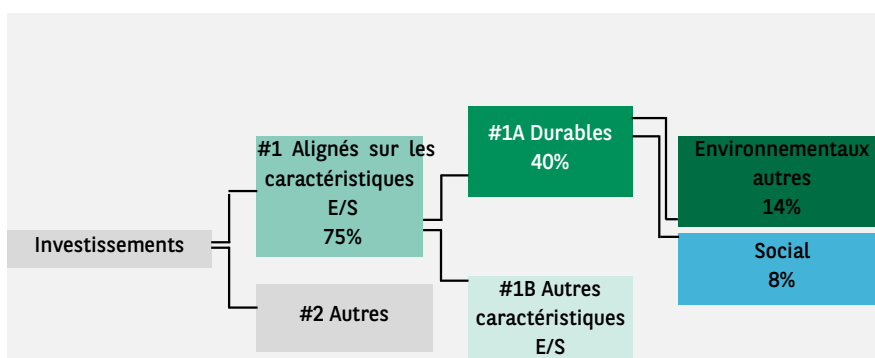 Investissements
#1 Alignés sur les
caractéristiques
E/S
75%
#2 Autres
#1A Durables
40%
#1B Autres
caractéristiques
E/S
Environnementaux
autres
14%
Social
8%